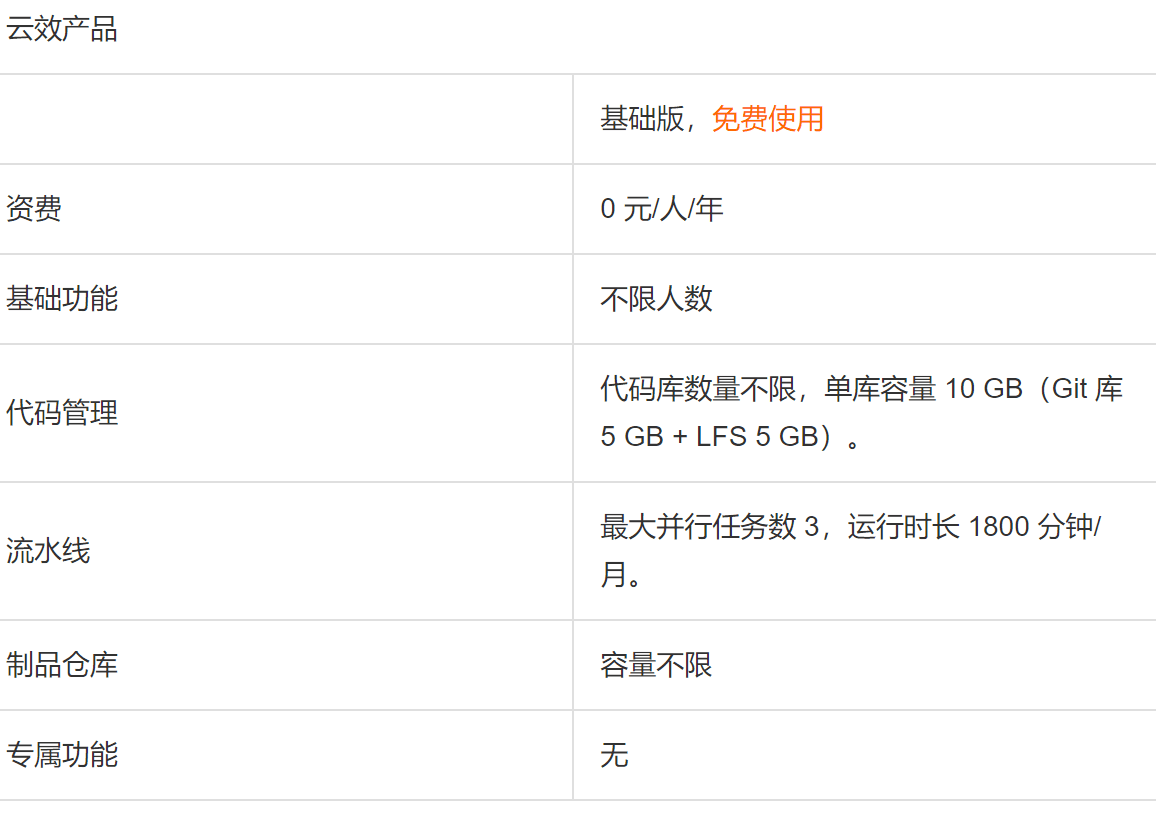 云效产品
基础版，免费使用
资费
0 元/人/年
基础功能
不限人数
代码管理
代码库数量不限，单库容量 10 GB（Git 库
5 GB + LFS 5 GB）。
流水线
最大并行任务数 3，运行时长 1800 分钟/
月。
制品仓库
容量不限
专属功能
无